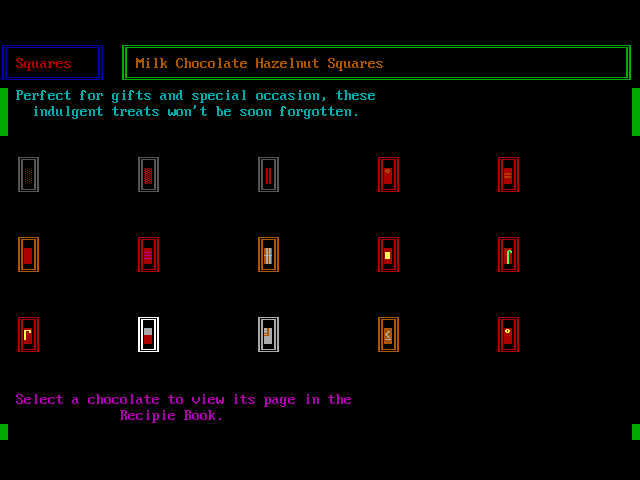 Squares
Milk Chocolate Hazelnut Squares
Perfect for gifts and special occasion, these
indulgent treats won't be soon forgotten.
Select a chocolate to view its page in the
Recipie Book.